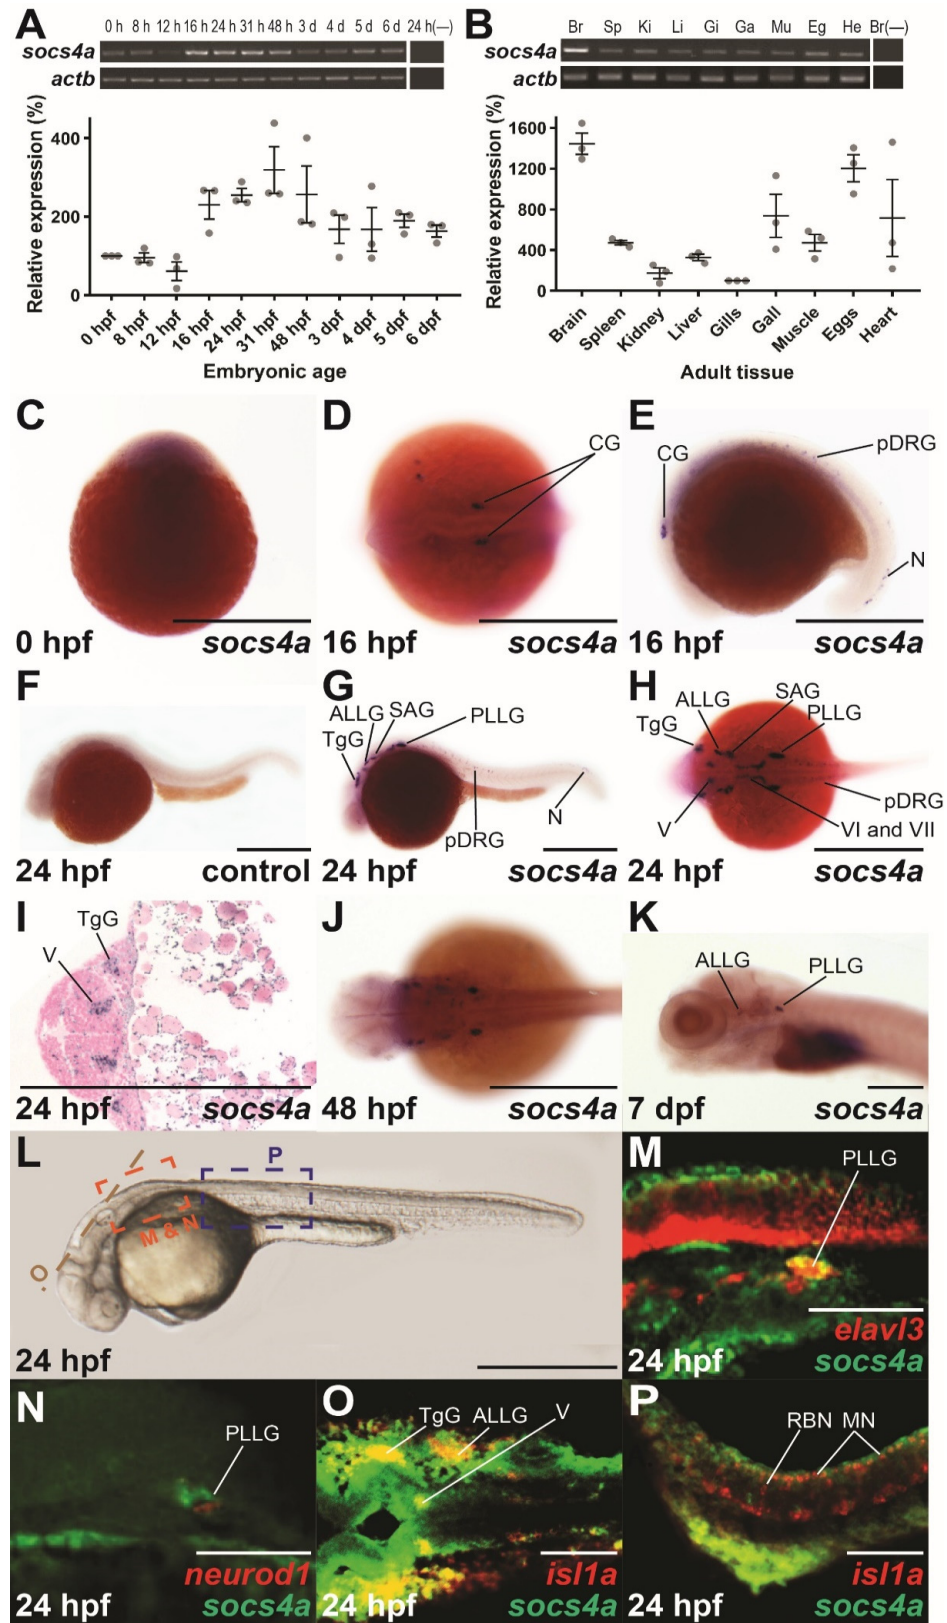 A
0 h 8 h 12 h 16 h 24 h 31 h 48 h 3 d 4 d 5 d 6 d 24 h(—)
socs4a
actb
Relative expression (%)
400
200
0
0 hpf 8 hpf 12 hpf 16 hpf 24 hpf 31 hpf 48 hpf 3 dpf 4 dpf 5 dpf 6 dpf
Embryonic age
B
Br Sp Ki Li Gi Ga Mu Eg He Br(—)
socs4a
actb
Relative expression (%)
1600
1200
800
400
0
Brain Spleen Kidney Liver Gills Gall Muscle Eggs Heart
Adult tissue
C
0 hpf socs4a
D
CG
16 hpf socs4a
E
CG
pDRG
N
16 hpf socs4a
F
24 hpf control
G
SAG
ALLG
PLLG
TgG
pDRG
N
24 hpf socs4a
H
SAG
ALLG
PLLG
TgG
pDRG
V
VI and VII
24 hpf socs4a
I
TgG
V
24 hpf socs4a
J
48 hpf socs4a
K
ALLG
PLLG
7 dpf socs4a
L
P
M & N
O
24 hpf
M
PLLG
elavl3
24 hpf socs4a
N
PLLG
neurod1
24 hpf socs4a
O
TgG ALLG V
isl1a
24 hpf socs4a
P
RBN MN
isl1a
24 hpf socs4a